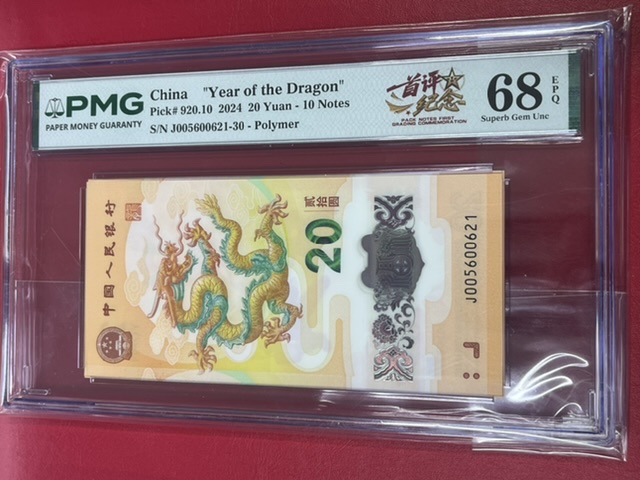 PMG
PAPER MONEY GUARANTY
China "Year of the Dragon"
Pick# 920.10 2024 20 Yuan - 10 Notes
S/N J005600621-30 - Polymer
首评
纪念
PACK NOTES FIRST
GRADING COMMEMORATION
68 EPQ
Superb Gem Unc
中國人民銀行
贰拾圆
20
J005600621